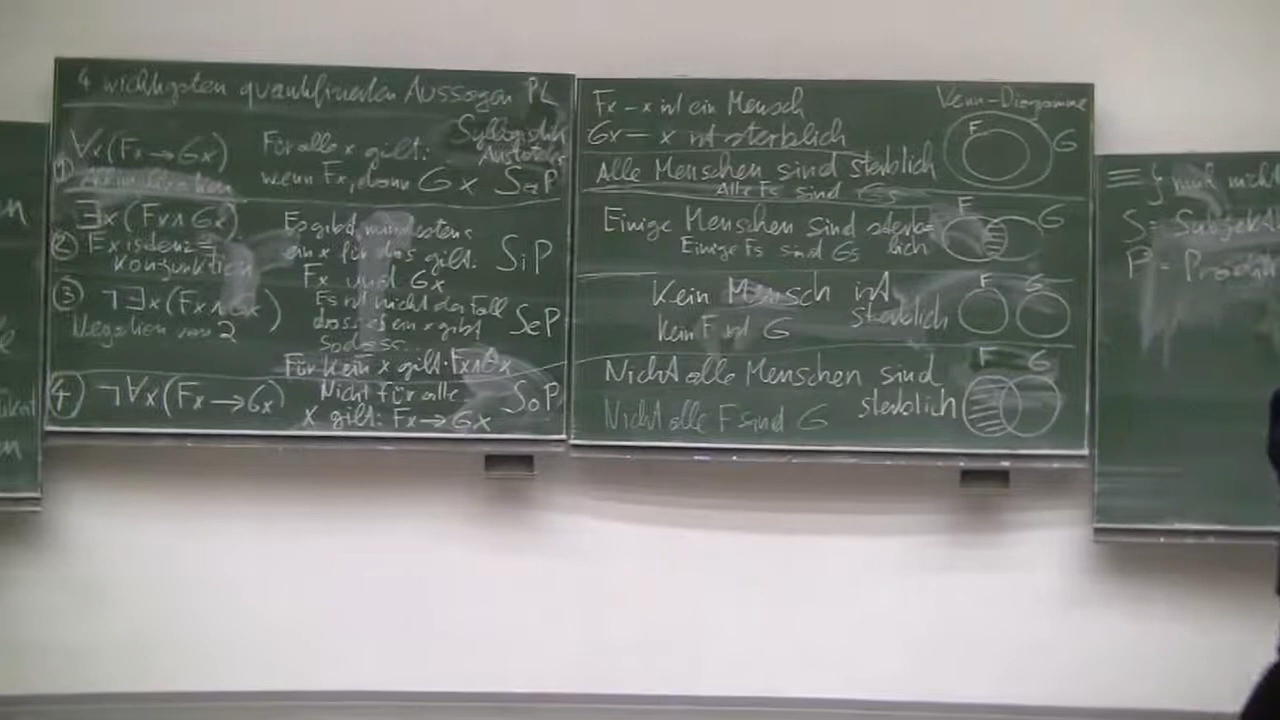 4 wichtigsten quantifizierten Aussagen PL
Syllogistik
∀x(Fx→Gx)
Für alle x gilt:
wenn Fx, dann Gx SaP
①
∃x(Fx∧Gx)
② Existenz-
konjunktion
Es gibt mindestens
ein x für das gilt:
Fx und Gx
SiP
③ ¬∃x(Fx∧Gx)
Negation von 2
Es ist nicht der Fall
dass es ein x gibt
sodass...
Für kein x gilt: Fx∧Gx
SeP
④ ¬∀x(Fx→Gx)
Nicht für alle
x gilt: Fx→Gx
SoP
Fx – x ist ein Mensch
Gx – x ist sterblich
Venn-Diagramme
Alle Menschen sind sterblich
Alle Fs sind Gs
F G
Einige Menschen sind sterb-
lich
Einige Fs sind Gs
F G
Kein Mensch ist
sterblich
Kein F ist G
F G
Nicht alle Menschen sind
sterblich
Nicht alle F sind G
F G
S = Subjekt
P =